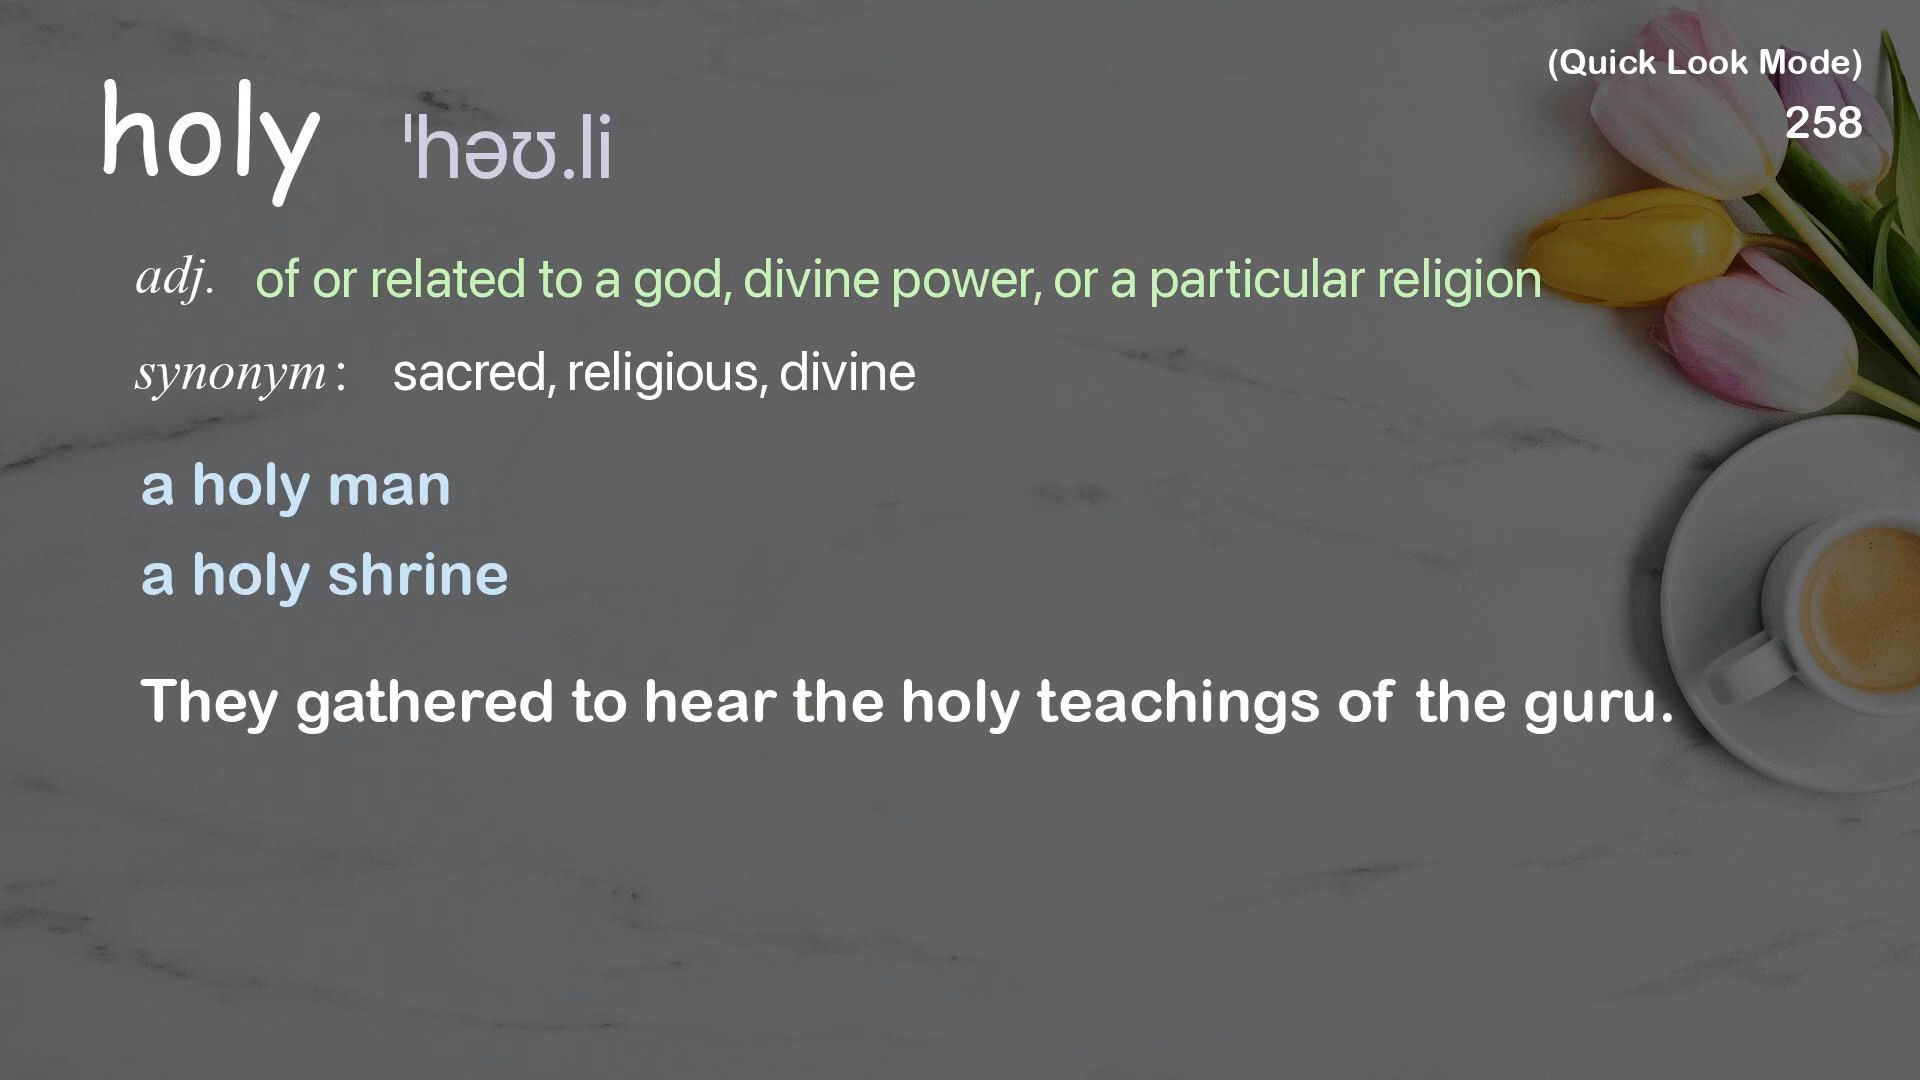 (Quick Look Mode)
258
holy ˈhəʊ.li
adj. of or related to a god, divine power, or a particular religion
synonym: sacred, religious, divine
a holy man
a holy shrine
They gathered to hear the holy teachings of the guru.